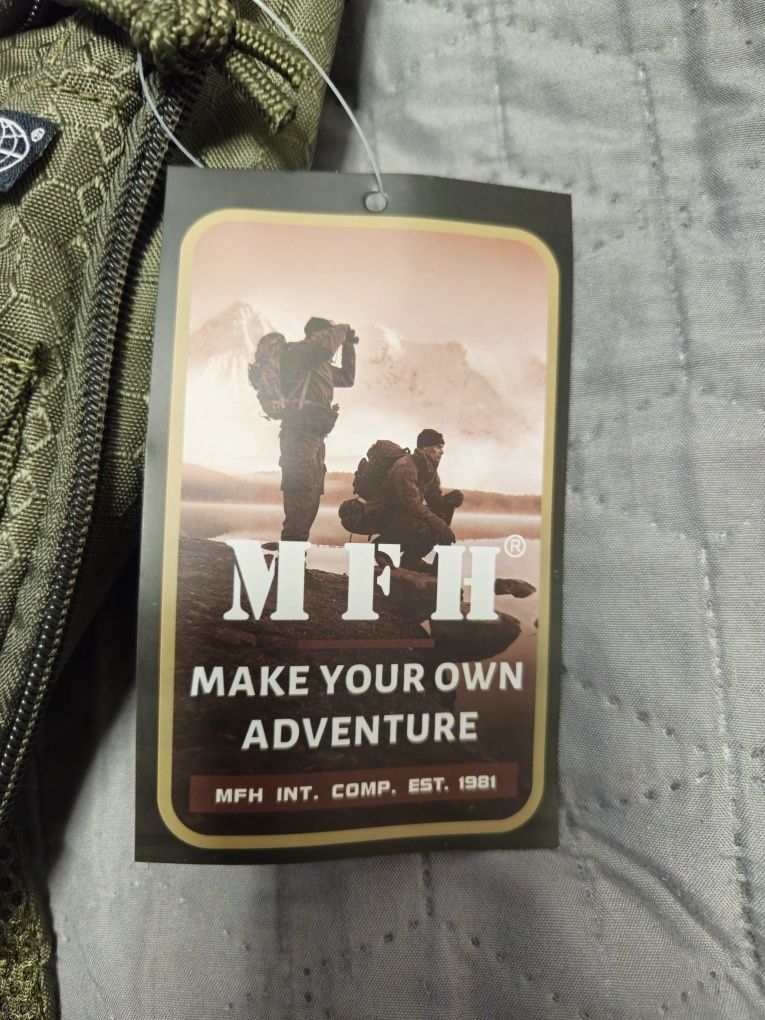 MFH®
MAKE YOUR OWN
ADVENTURE
MFH INT. COMP. EST. 1981